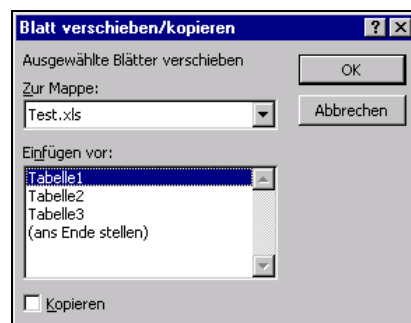 Blatt verschieben/kopieren
Ausgewählte Blätter verschieben
Zur Mappe:
Test.xls
Einfügen vor:
Tabelle1
Tabelle2
Tabelle3
(ans Ende stellen)
Kopieren
OK
Abbrechen